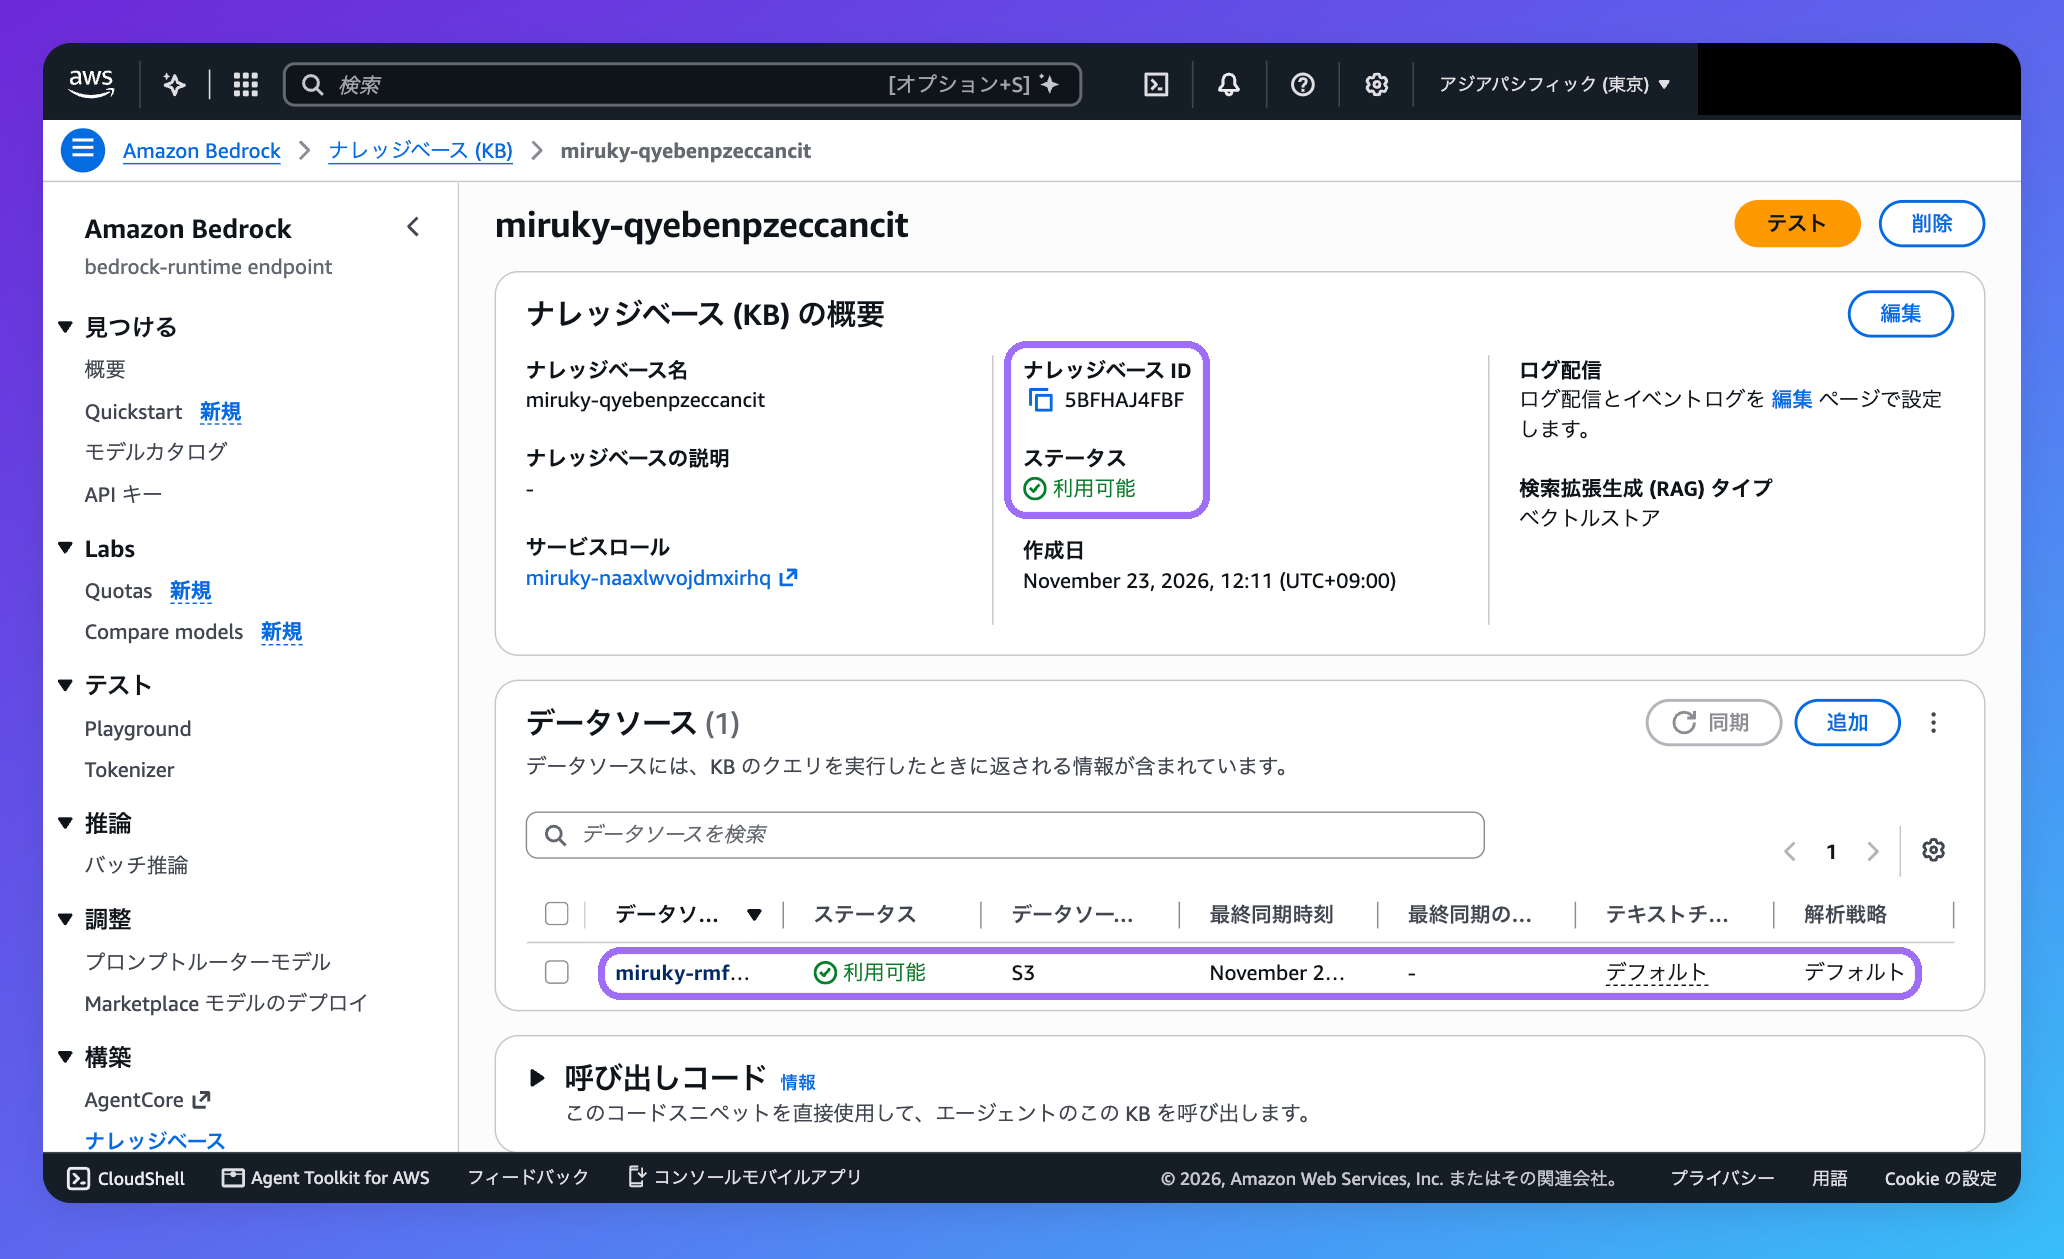 aws
検索
[オプション+S]
アジアパシフィック (東京)
Amazon Bedrock
ナレッジベース (KB)
miruky-qyebenpzeccancit
Amazon Bedrock
bedrock-runtime endpoint
見つける
概要
Quickstart 新規
モデルカタログ
API キー
Labs
Quotas 新規
Compare models 新規
テスト
Playground
Tokenizer
推論
バッチ推論
調整
プロンプトルーターモデル
Marketplace モデルのデプロイ
構築
AgentCore
ナレッジベース
miruky-qyebenpzeccancit
テスト
削除
ナレッジベース (KB) の概要
編集
ナレッジベース名
miruky-qyebenpzeccancit
ナレッジベースの説明
-
サービスロール
miruky-naaxlwvojdmxirhq
ナレッジベース ID
5BFHAJ4FBF
ステータス
利用可能
作成日
November 23, 2026, 12:11 (UTC+09:00)
ログ配信
ログ配信とイベントログを 編集 ページで設定
します。
検索拡張生成 (RAG) タイプ
ベクトルストア
データソース (1)
同期
追加
データソースには、KB のクエリを実行したときに返される情報が含まれています。
データソースを検索
1
データソ... ステータス データソー... 最終同期時刻 最終同期の... テキストチ... 解析戦略
miruky-rmf... 利用可能 S3 November 2... - デフォルト デフォルト
呼び出しコード 情報
このコードスニペットを直接使用して、エージェントのこの KB を呼び出します。
CloudShell
Agent Toolkit for AWS
フィードバック
コンソールモバイルアプリ
© 2026, Amazon Web Services, Inc. またはその関連会社。
プライバシー
用語
Cookie の設定